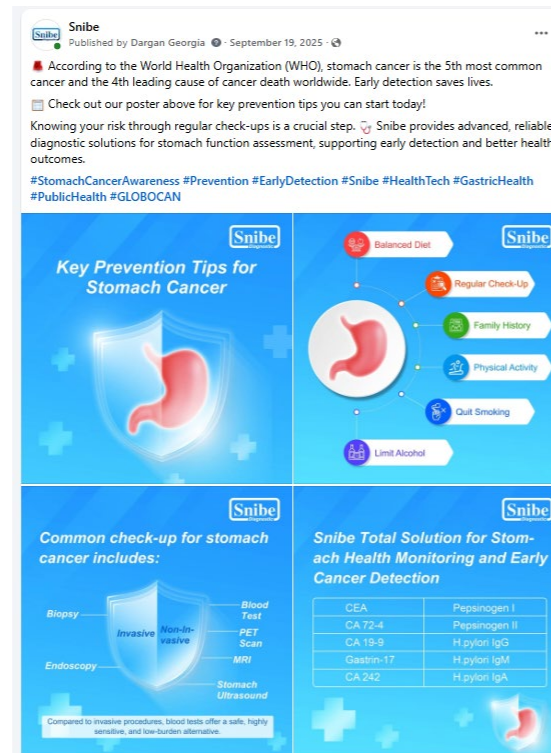 Snibe
Snibe
Published by Dargan Georgia · September 19, 2025 ·
According to the World Health Organization (WHO), stomach cancer is the 5th most common
cancer and the 4th leading cause of cancer death worldwide. Early detection saves lives.
Check out our poster above for key prevention tips you can start today!
Knowing your risk through regular check-ups is a crucial step. Snibe provides advanced, reliable
diagnostic solutions for stomach function assessment, supporting early detection and better health
outcomes.
#StomachCancerAwareness #Prevention #EarlyDetection #Snibe #HealthTech #GastricHealth
#PublicHealth #GLOBOCAN
Snibe
Diagnostic
Key Prevention Tips for
Stomach Cancer
Snibe
Diagnostic
Balanced Diet
Regular Check-Up
Family History
Physical Activity
Quit Smoking
Limit Alcohol
Snibe
Diagnostic
Common check-up for stomach
cancer includes:
Biopsy
Endoscopy
Invasive
Non-in-
vasive
Blood
Test
PET
Scan
MRI
Stomach
Ultrasound
Compared to invasive procedures, blood tests offer a safe, highly
sensitive, and low-burden alternative.
Snibe
Diagnostic
Snibe Total Solution for Stom-
ach Health Monitoring and Early
Cancer Detection
CEA Pepsinogen I
CA 72-4 Pepsinogen II
CA 19-9 H.pylori IgG
Gastrin-17 H.pylori IgM
CA 242 H.pylori IgA